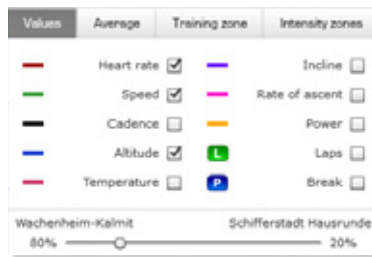 Values Average Training zone Intensity zones
Heart rate Incline
Speed Rate of ascent
Cadence Power
Altitude L Laps
Temperature P Break
Wachenheim-Kalmit Schifferstadt Hausrunde
80% 20%